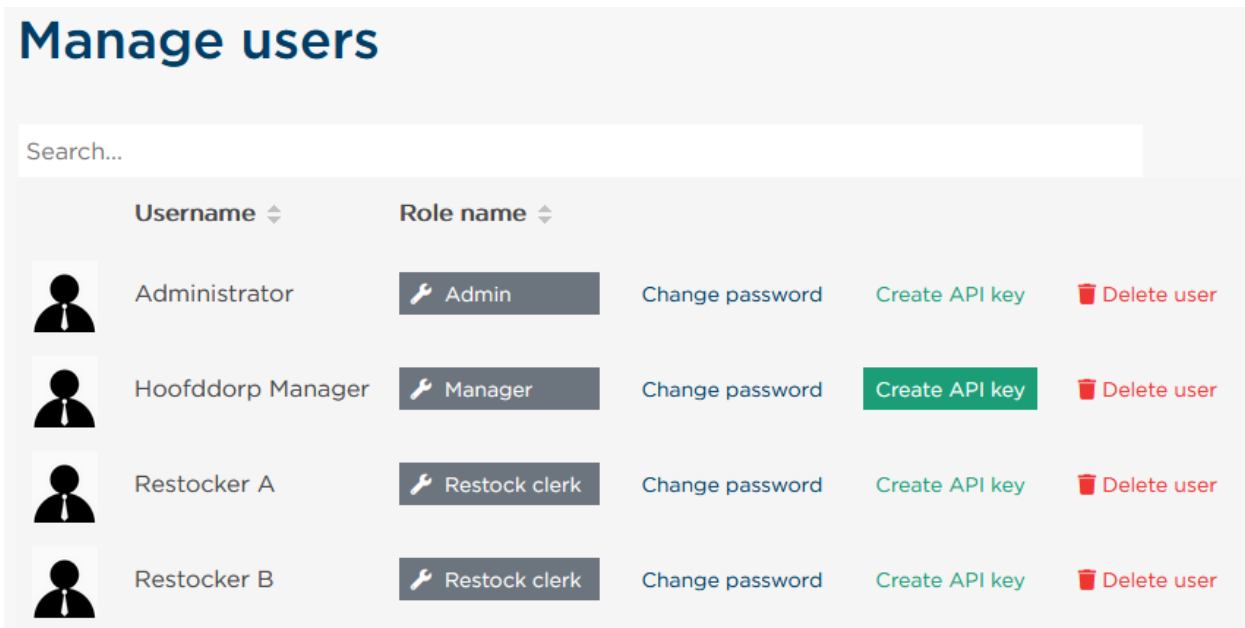 Manage users
Search...
Username Role name
Administrator Admin Change password Create API key Delete user
Hoofddorp Manager Manager Change password Create API key Delete user
Restocker A Restock clerk Change password Create API key Delete user
Restocker B Restock clerk Change password Create API key Delete user